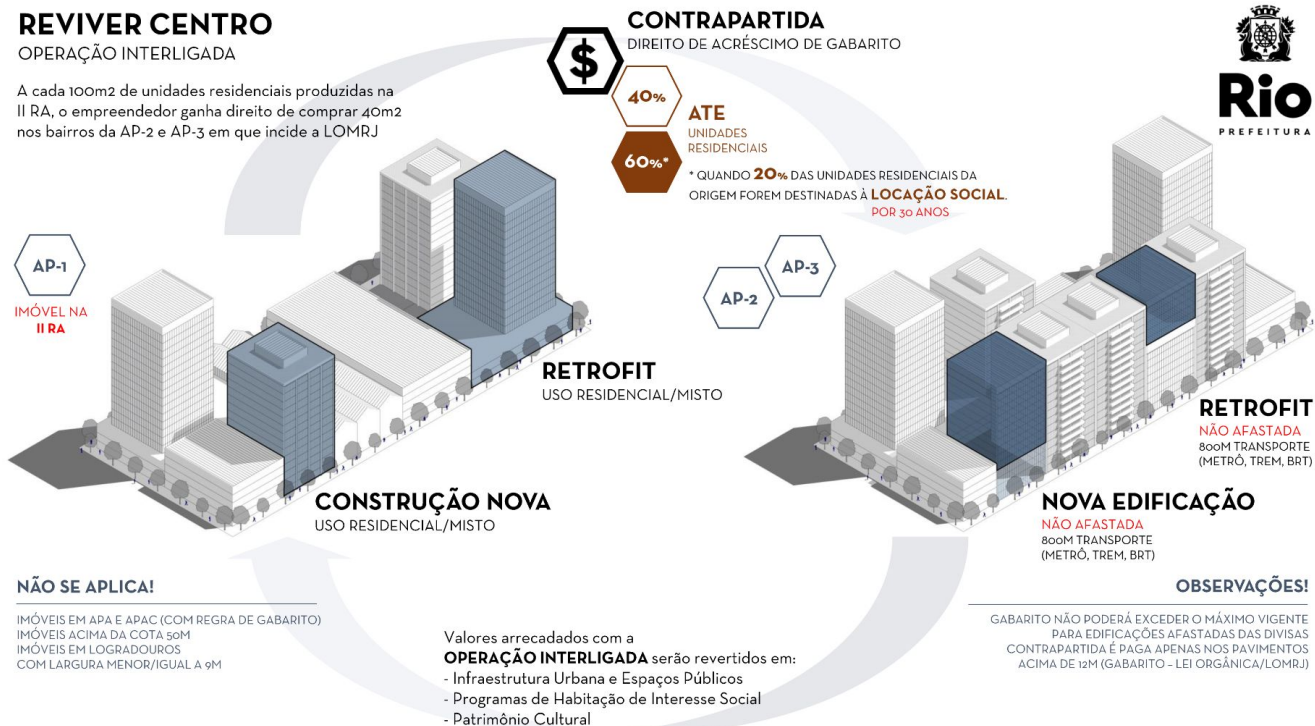 REVIVER CENTRO
OPERAÇÃO INTERLIGADA
A cada 100m2 de unidades residenciais produzidas na
II RA, o empreendedor ganha direito de comprar 40m2
nos bairros da AP-2 e AP-3 em que incide a LOMRJ
$
CONTRAPARTIDA
DIREITO DE ACRÉSCIMO DE GABARITO
40%
60%*
ATE
UNIDADES
RESIDENCIAIS
* QUANDO 20% DAS UNIDADES RESIDENCIAIS DA
ORIGEM FOREM DESTINADAS À LOCAÇÃO SOCIAL.
POR 30 ANOS
Rio
PREFEITURA
AP-1
IMÓVEL NA
II RA
RETROFIT
USO RESIDENCIAL/MISTO
CONSTRUÇÃO NOVA
USO RESIDENCIAL/MISTO
AP-3
AP-2
RETROFIT
NÃO AFASTADA
800M TRANSPORTE
(METRÔ, TREM, BRT)
NOVA EDIFICAÇÃO
NÃO AFASTADA
800M TRANSPORTE
(METRÔ, TREM, BRT)
NÃO SE APLICA!
IMÓVEIS EM APA E APAC (COM REGRA DE GABARITO)
IMÓVEIS ACIMA DA COTA 50M
IMÓVEIS EM LOGRADOUROS
COM LARGURA MENOR/IGUAL A 9M
Valores arrecadados com a
OPERAÇÃO INTERLIGADA serão revertidos em:
- Infraestrutura Urbana e Espaços Públicos
- Programas de Habitação de Interesse Social
- Patrimônio Cultural
OBSERVAÇÕES!
GABARITO NÃO PODERÁ EXCEDER O MÁXIMO VIGENTE
PARA EDIFICAÇÕES AFASTADAS DAS DIVISAS
CONTRAPARTIDA É PAGA APENAS NOS PAVIMENTOS
ACIMA DE 12M (GABARITO – LEI ORGÂNICA/LOMRJ)